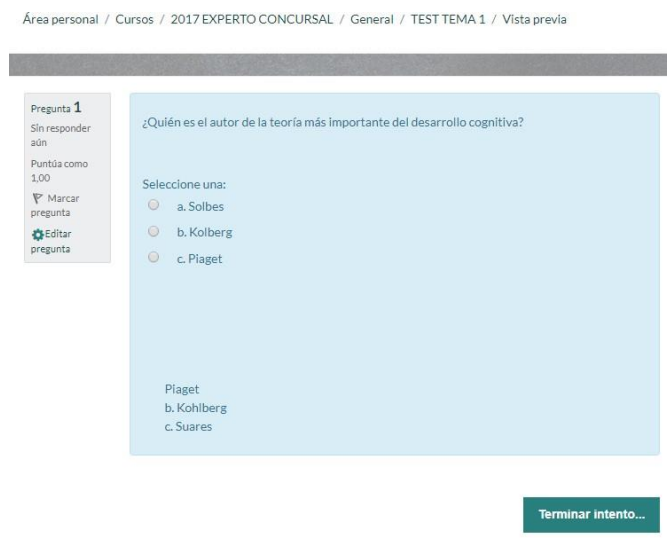 Área personal / Cursos / 2017 EXPERTO CONCURSAL / General / TEST TEMA 1 / Vista previa
Pregunta 1
Sin responder
aún
Puntúa como
1,00
Marcar
pregunta
Editar
pregunta
¿Quién es el autor de la teoría más importante del desarrollo cognitiva?
Seleccione una:
a. Solbes
b. Kolberg
c. Piaget
Piaget
b. Kohlberg
c. Suares
Terminar intento...